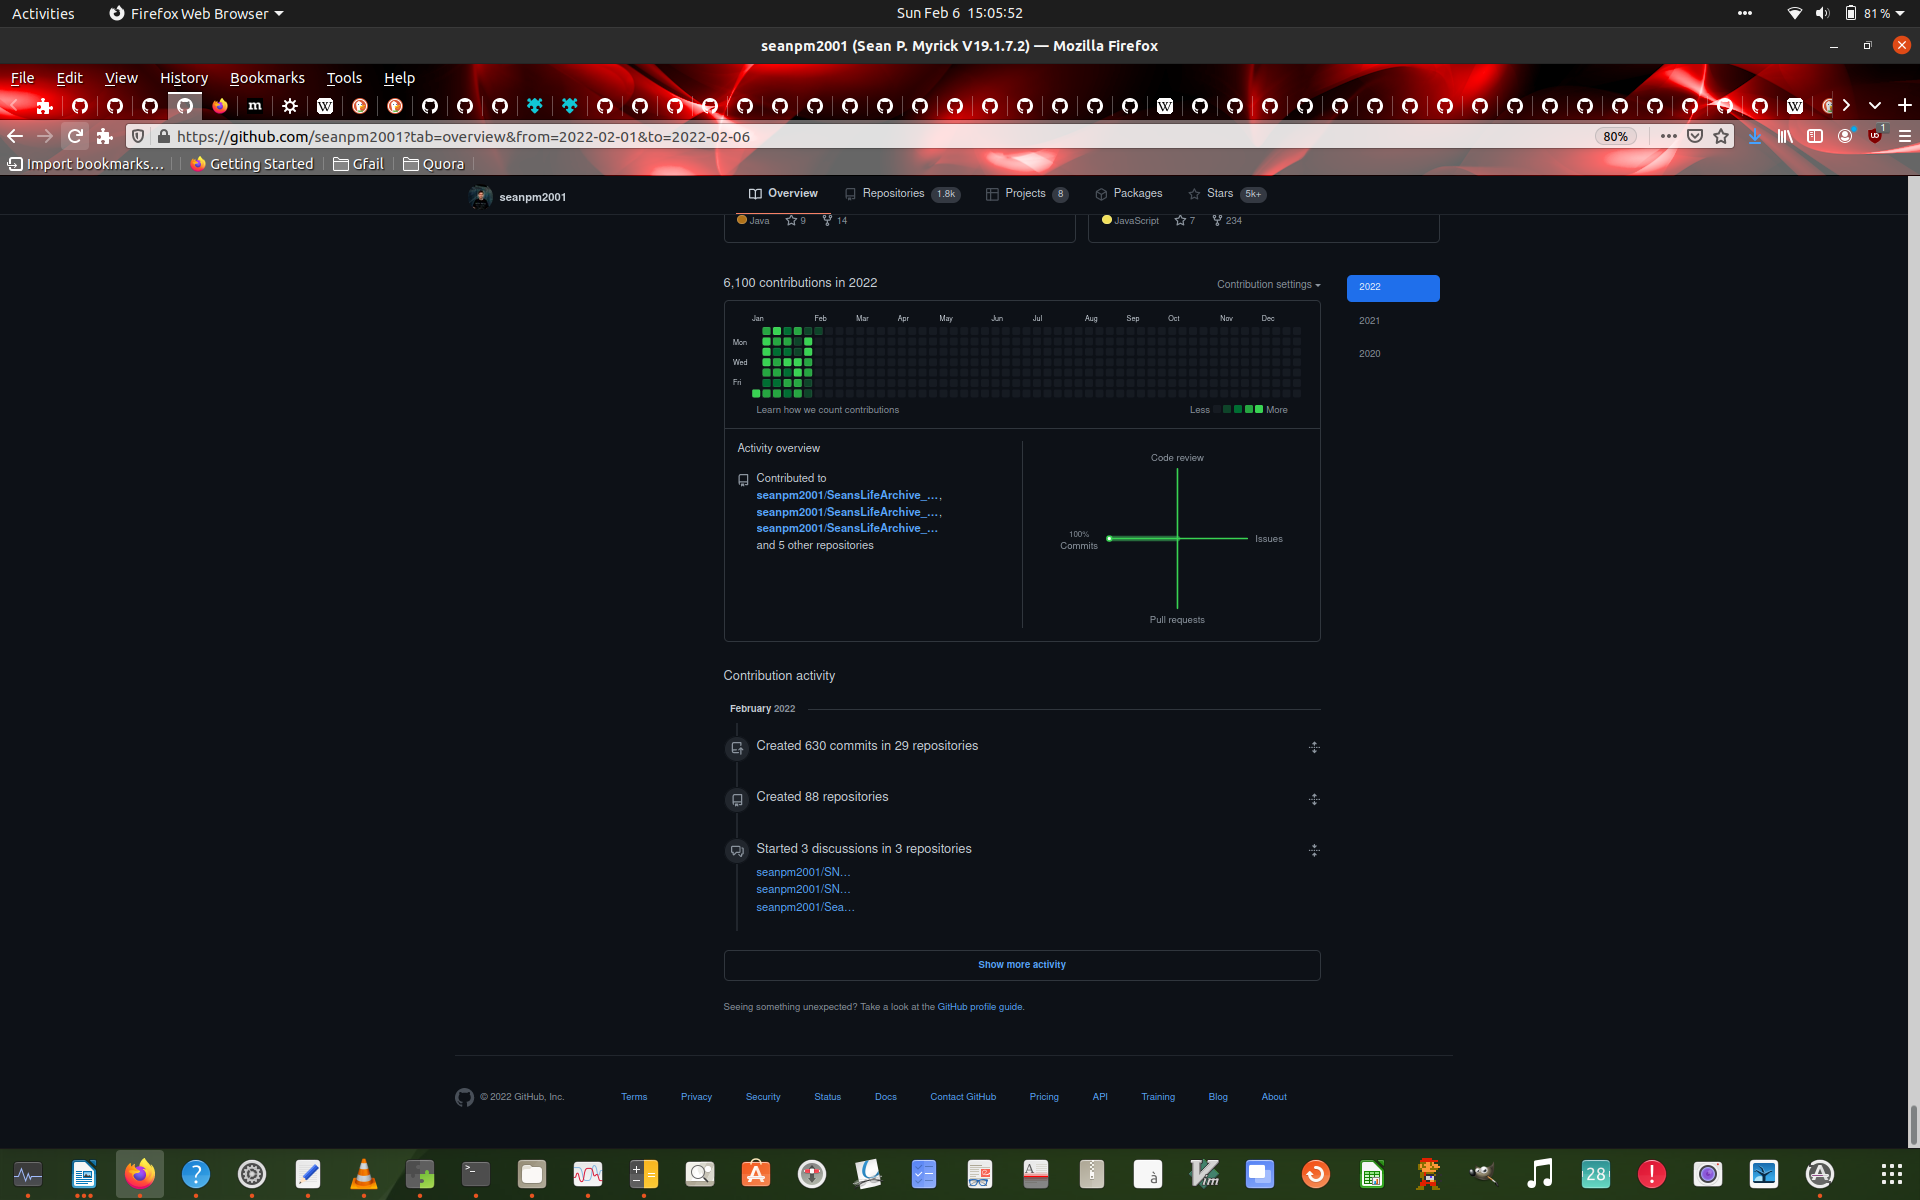 Activities
Firefox Web Browser
Sun Feb 6 15:05:52
81 %
seanpm2001 (Sean P. Myrick V19.1.7.2) — Mozilla Firefox
File Edit View History Bookmarks Tools Help
https://github.com/seanpm2001?tab=overview&from=2022-02-01&to=2022-02-06
80%
1
Import bookmarks…
Getting Started
Gfail
Quora
seanpm2001
Overview
Repositories 1.8k
Projects 8
Packages
Stars 5k+
Java 9 14
JavaScript 7 234
6,100 contributions in 2022
Contribution settings
2022
2021
2020
Jan Feb Mar Apr May Jun Jul Aug Sep Oct Nov Dec
Mon
Wed
Fri
Learn how we count contributions
Less
More
Activity overview
Contributed to
seanpm2001/SeansLifeArchive_…,
seanpm2001/SeansLifeArchive_…,
seanpm2001/SeansLifeArchive_…
and 5 other repositories
Code review
100%
Commits
Issues
Pull requests
Contribution activity
February 2022
Created 630 commits in 29 repositories
Created 88 repositories
Started 3 discussions in 3 repositories
seanpm2001/SN…
seanpm2001/SN…
seanpm2001/Sea…
Show more activity
Seeing something unexpected? Take a look at the GitHub profile guide.
© 2022 GitHub, Inc.
Terms Privacy Security Status Docs Contact GitHub Pricing API Training Blog About
28